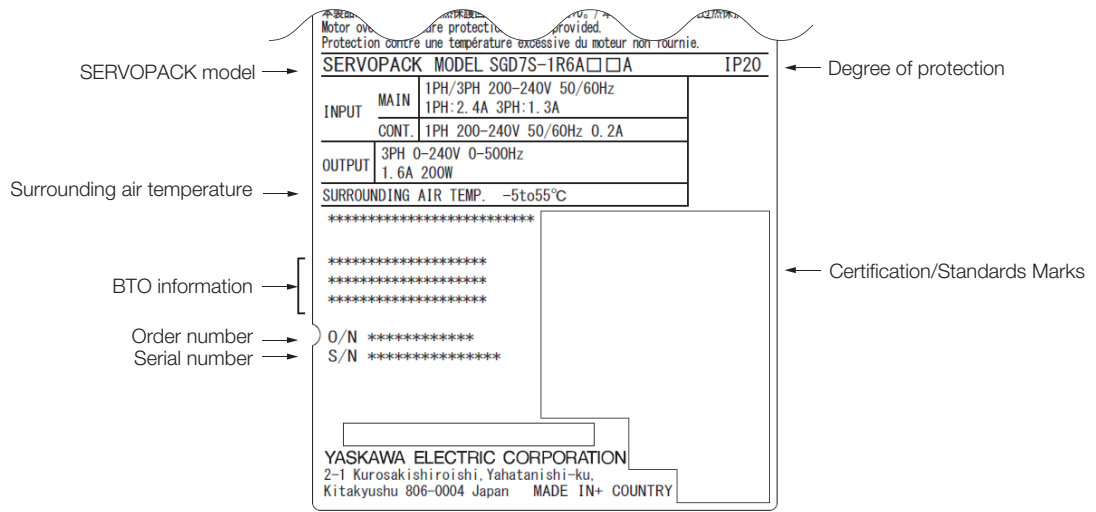 Motor ove re protecti provided.
Protection contre une température excessive du moteur non fournie.
SERVOPACK model
SERVOPACK MODEL SGD7S-1R6A□□A IP20
Degree of protection
INPUT
MAIN
1PH/3PH 200-240V 50/60Hz
1PH:2.4A 3PH:1.3A
CONT.
1PH 200-240V 50/60Hz 0.2A
OUTPUT
3PH 0-240V 0-500Hz
1.6A 200W
Surrounding air temperature
SURROUNDING AIR TEMP. -5to55℃
**************************
BTO information
********************
********************
********************
Certification/Standards Marks
Order number
O/N ************
Serial number
S/N ***************
YASKAWA ELECTRIC CORPORATION
2-1 Kurosakishiroishi,Yahatanishi-ku,
Kitakyushu 806-0004 Japan MADE IN+ COUNTRY